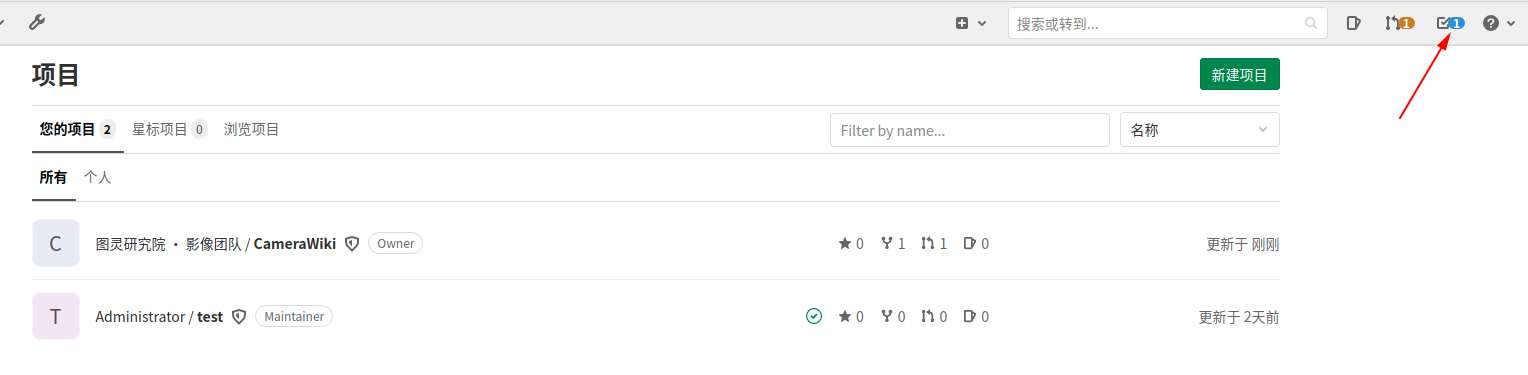 搜索或转到... 1 1
项目 新建项目
您的项目 2 星标项目 0 浏览项目 Filter by name... 名称
所有 个人
C 图灵研究院 · 影像团队 / CameraWiki Owner 0 1 1 0 更新于 刚刚
T Administrator / test Maintainer 0 0 0 0 更新于 2天前